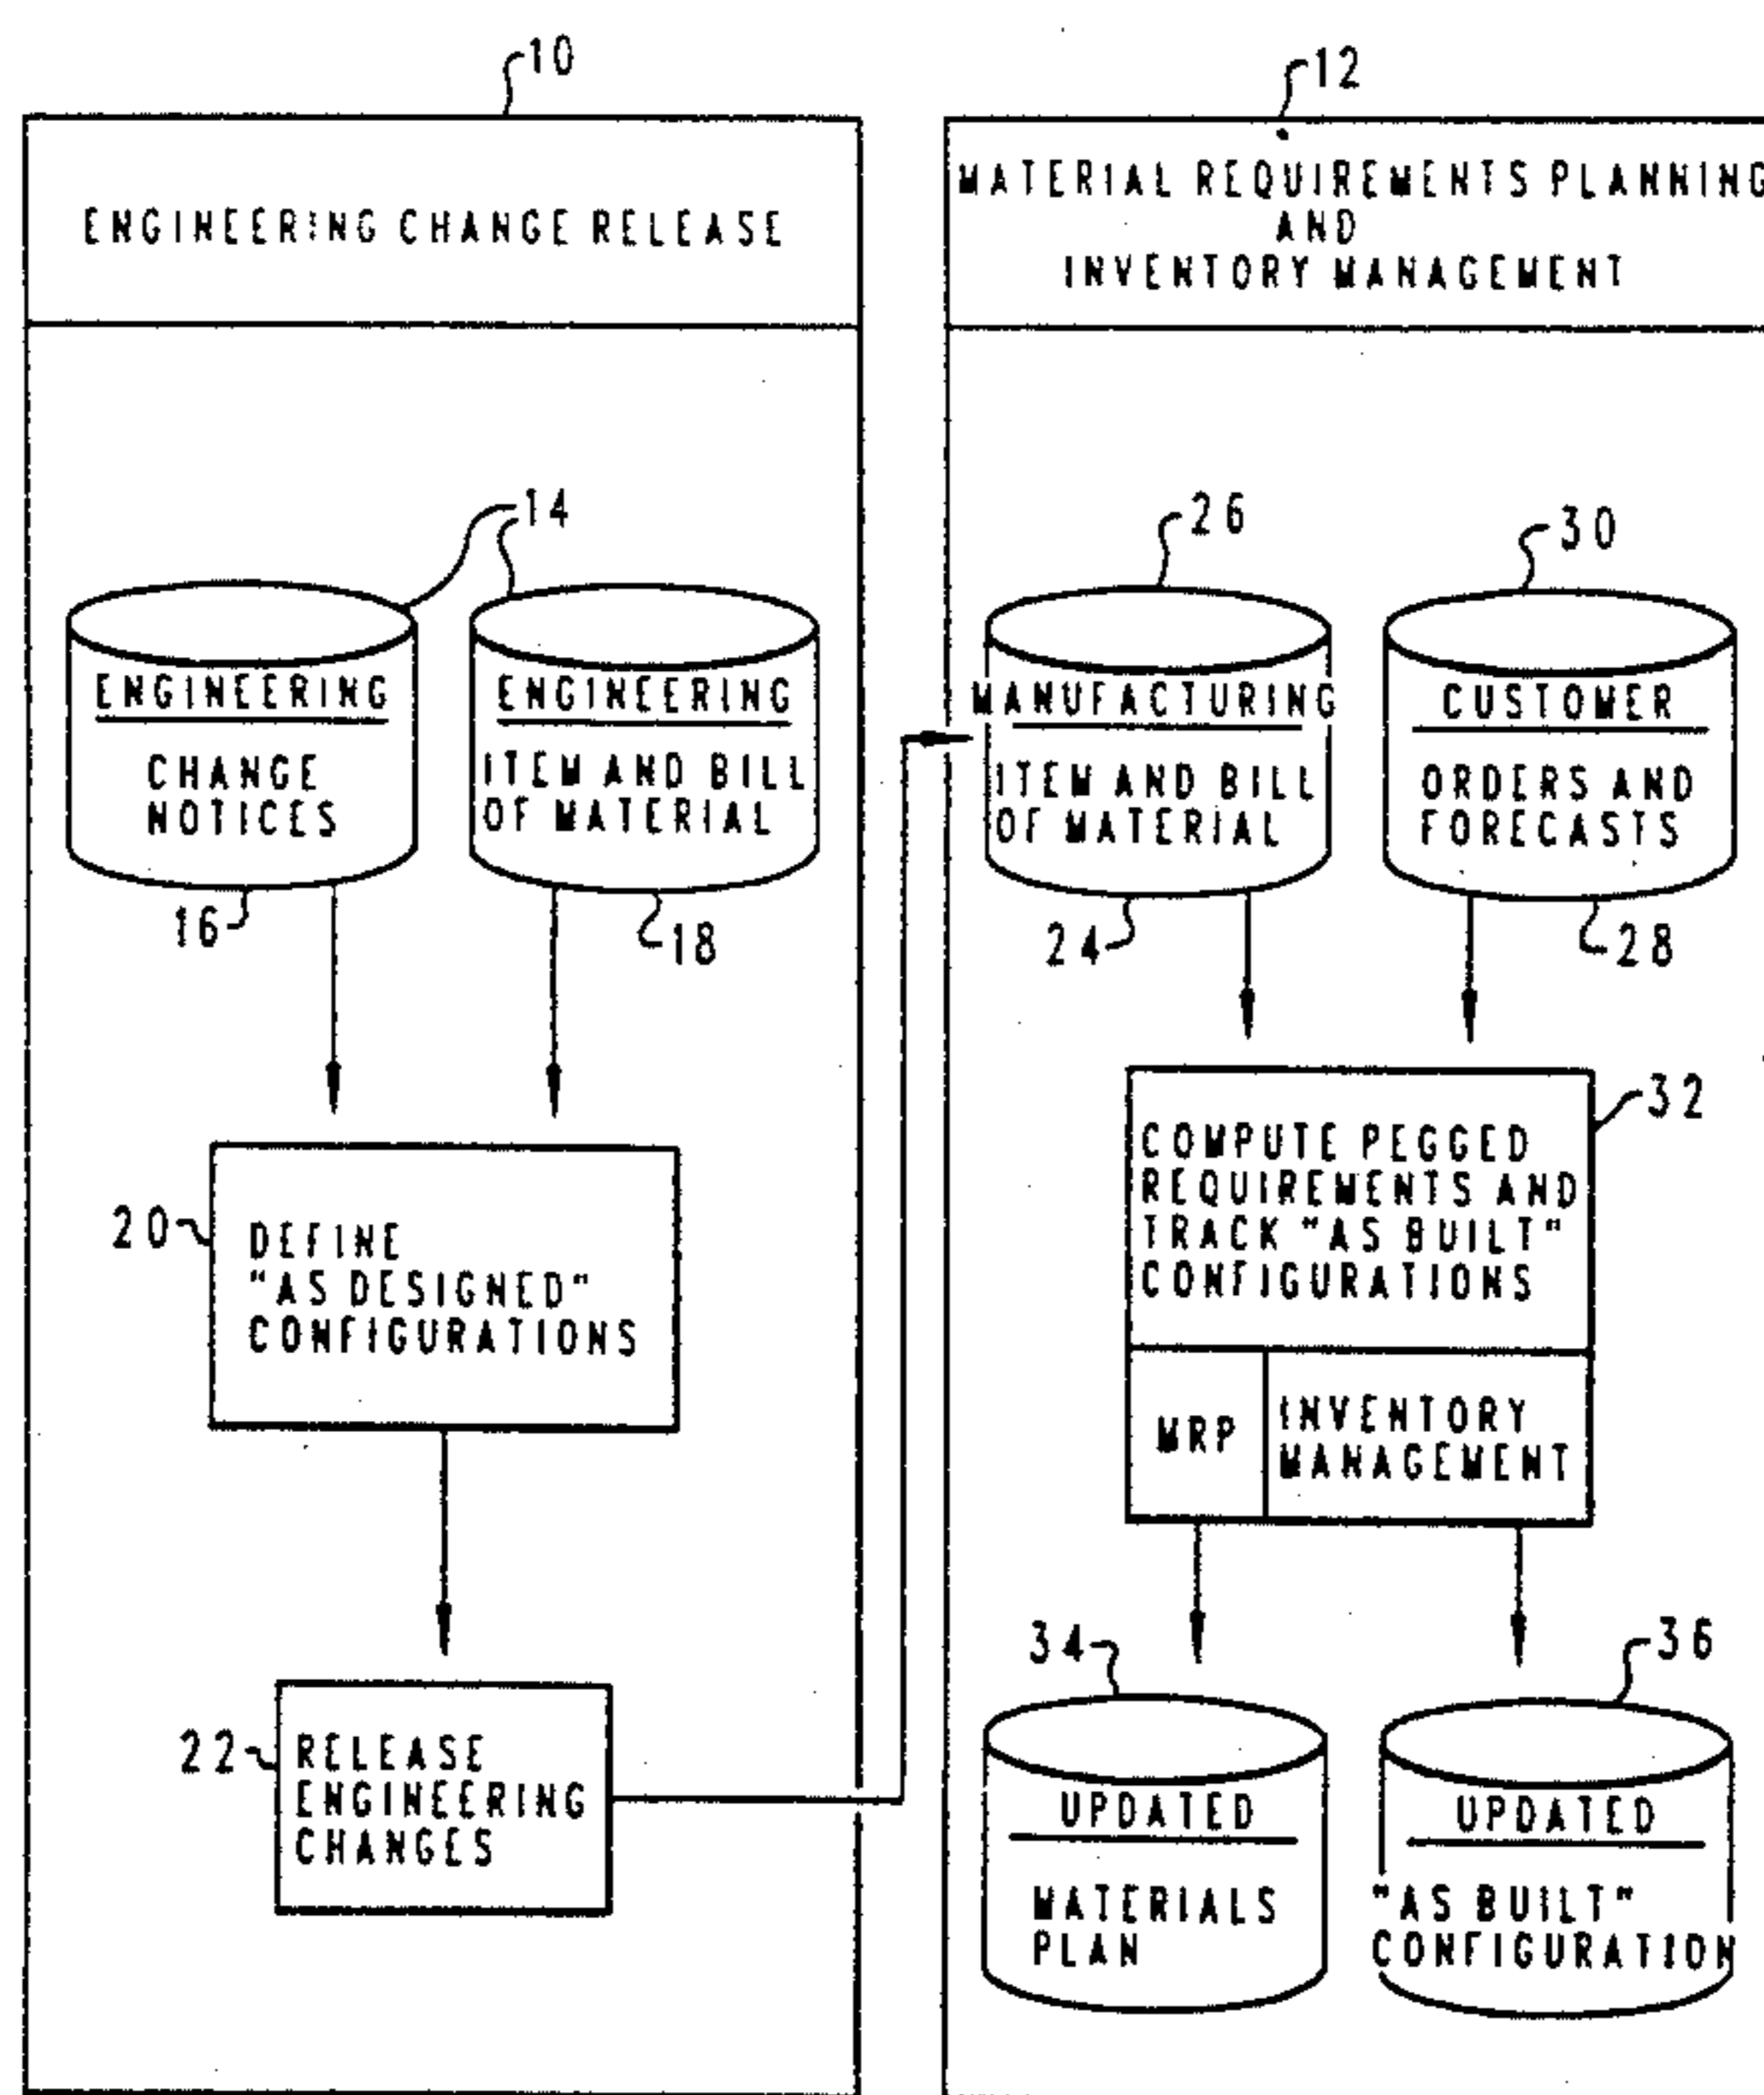 10
ENGINEERING CHANGE RELEASE
14
ENGINEERING
CHANGE
NOTICES
16
ENGINEERING
ITEM AND BILL
OF MATERIAL
18
20
DEFINE
"AS DESIGNED"
CONFIGURATIONS
22
RELEASE
ENGINEERING
CHANGES
12
MATERIAL REQUIREMENTS PLANNING
AND
INVENTORY MANAGEMENT
26
MANUFACTURING
ITEM AND BILL
OF MATERIAL
24
30
CUSTOMER
ORDERS AND
FORECASTS
28
32
COMPUTE PEGGED
REQUIREMENTS AND
TRACK "AS BUILT"
CONFIGURATIONS
MRP
INVENTORY
MANAGEMENT
34
UPDATED
MATERIALS
PLAN
36
UPDATED
"AS BUILT"
CONFIGURATION